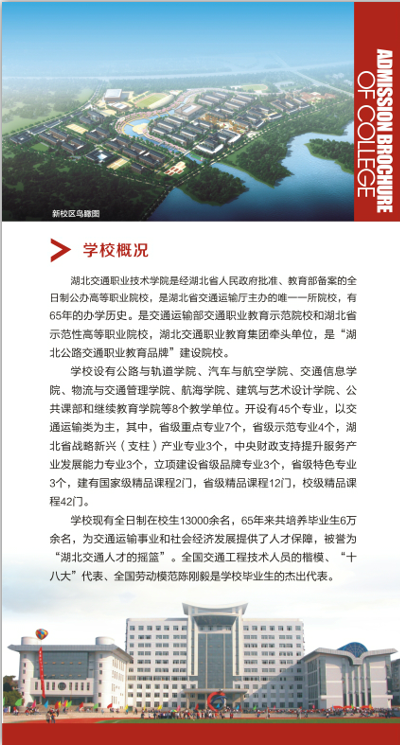 ADMISSION BROCHURE
OF COLLEGE
新校区鸟瞰图
学校概况
湖北交通职业技术学院是经湖北省人民政府批准、教育部备案的全
日制公办高等职业院校，是湖北省交通运输厅主办的唯一一所院校，有
65年的办学历史。是交通运输部交通职业教育示范院校和湖北省
示范性高等职业院校，湖北交通职业教育集团牵头单位，是“湖
北公路交通职业教育品牌”建设院校。
学校设有公路与轨道学院、汽车与航空学院、交通信息学
院、物流与交通管理学院、航海学院、建筑与艺术设计学院、公
共课部和继续教育学院等8个教学单位。开设有45个专业，以交
通运输类为主，其中，省级重点专业7个，省级示范专业4个，湖
北省战略新兴（支柱）产业专业3个，中央财政支持提升服务产
业发展能力专业3个，立项建设省级品牌专业3个，省级特色专业
3个，建有国家级精品课程2门，省级精品课程12门，校级精品课
程42门。
学校现有全日制在校生13000余名，65年来共培养毕业生6万
余名，为交通运输事业和社会经济发展提供了人才保障，被誉为
“湖北交通人才的摇篮”。全国交通工程技术人员的楷模、“十
八大”代表、全国劳动模范陈刚毅是学校毕业生的杰出代表。